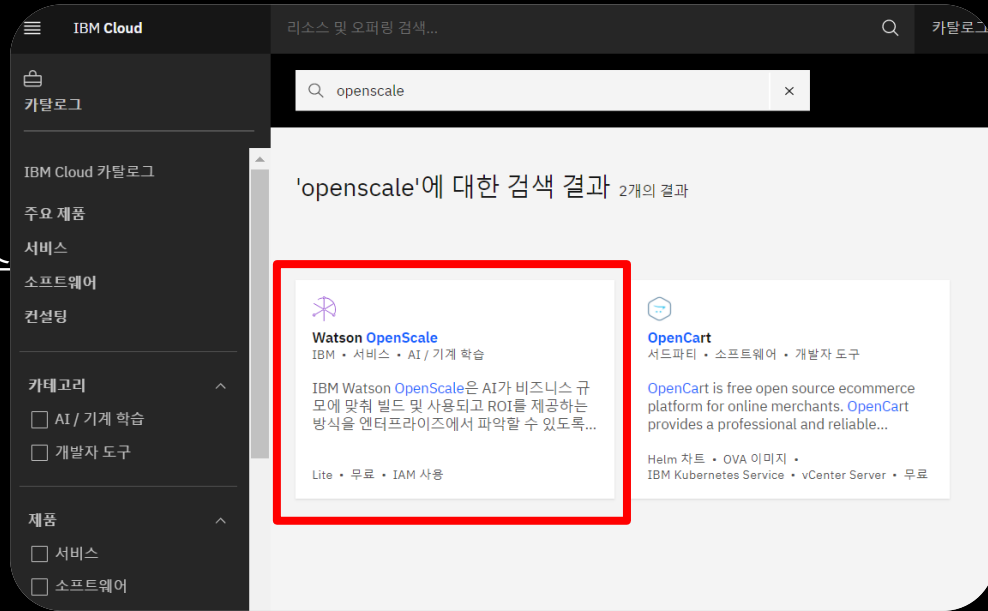 IBM Cloud
리소스 및 오퍼링 검색...
카탈로그
카탈로그
openscale
IBM Cloud 카탈로그
주요 제품
서비스
소프트웨어
컨설팅
카테고리
AI / 기계 학습
개발자 도구
제품
서비스
소프트웨어
'openscale'에 대한 검색 결과 2개의 결과
Watson OpenScale
IBM • 서비스 • AI / 기계 학습
IBM Watson OpenScale은 AI가 비즈니스 규
모에 맞춰 빌드 및 사용되고 ROI를 제공하는
방식을 엔터프라이즈에서 파악할 수 있도록...
Lite • 무료 • IAM 사용
OpenCart
서드파티 • 소프트웨어 • 개발자 도구
OpenCart is free open source ecommerce
platform for online merchants. OpenCart
provides a professional and reliable...
Helm 차트 • OVA 이미지 •
IBM Kubernetes Service • vCenter Server • 무료